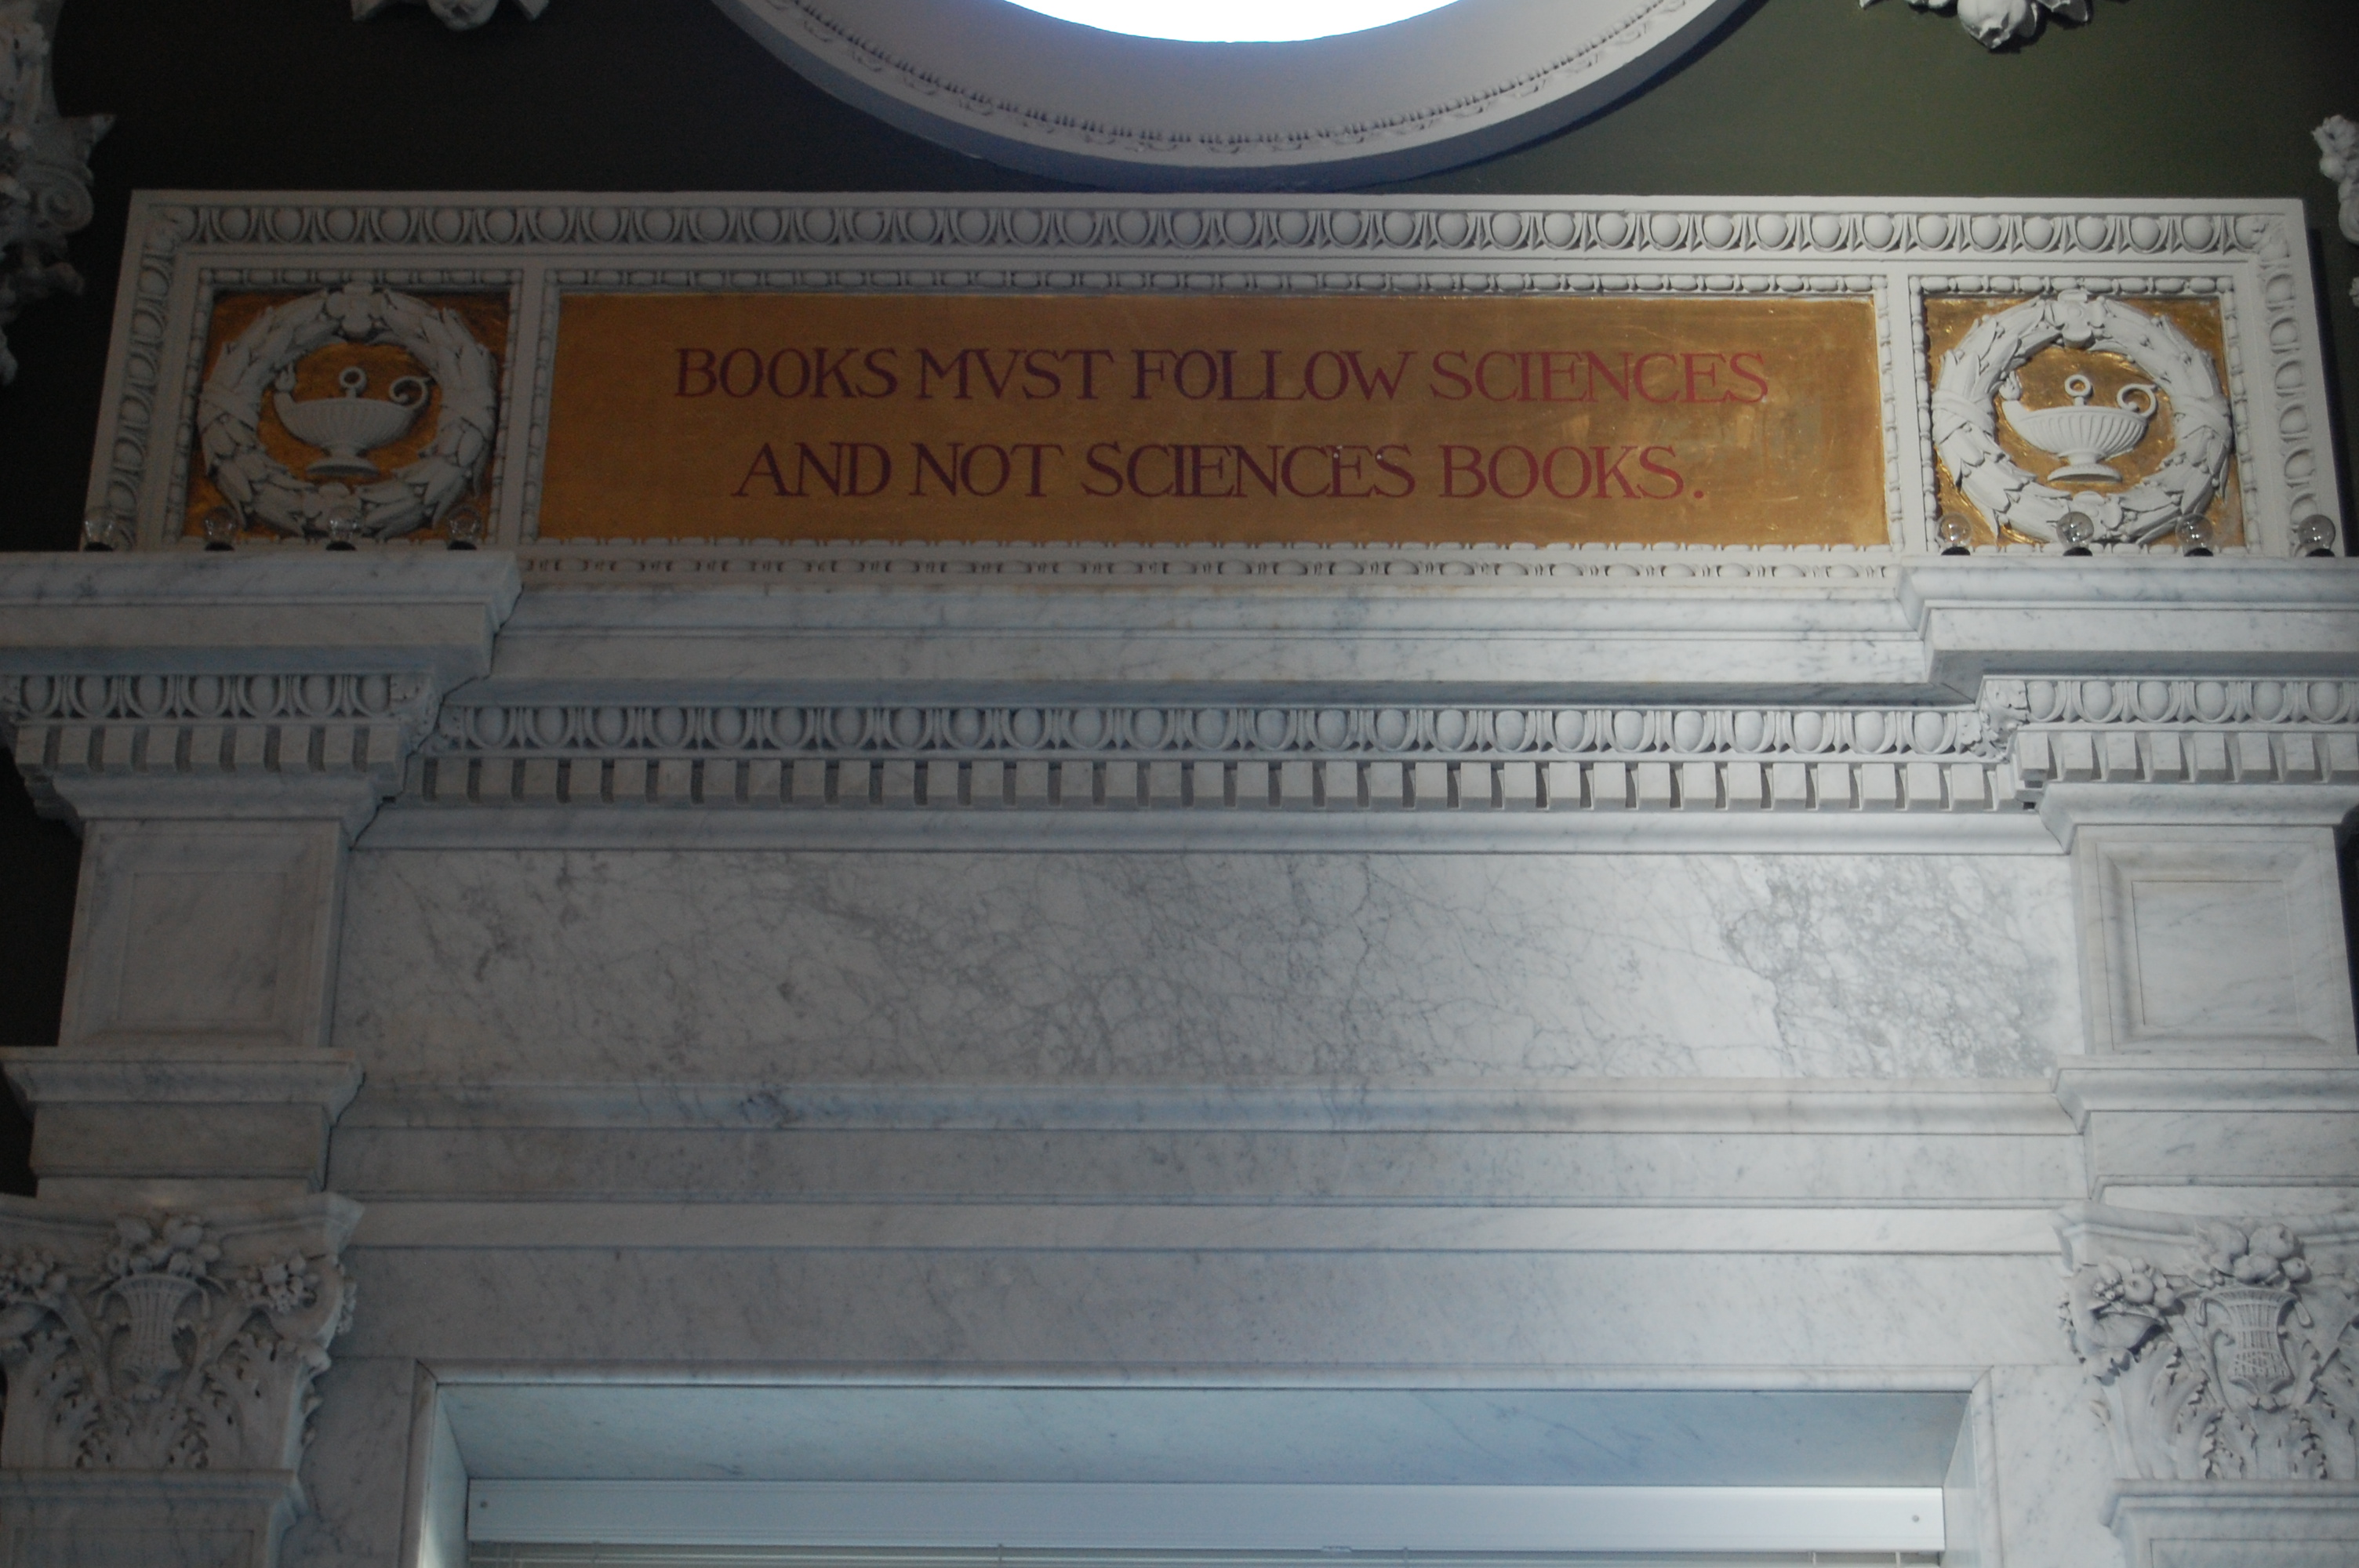 BOOKS MVST FOLLOW SCIENCES
AND NOT SCIENCES BOOKS.